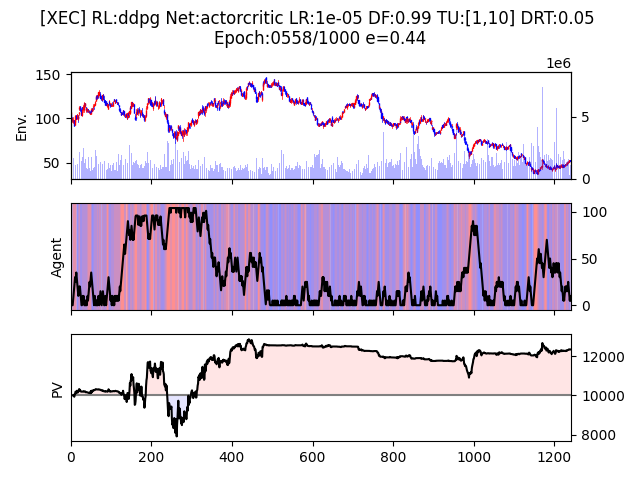 [XEC] RL:ddpg Net:actorcritic LR:1e-05 DF:0.99 TU:[1,10] DRT:0.05
Epoch:0558/1000 e=0.44
1e6
150
100
50
Env.
5
0
Agent
100
50
0
PV
12000
10000
8000
0 200 400 600 800 1000 1200